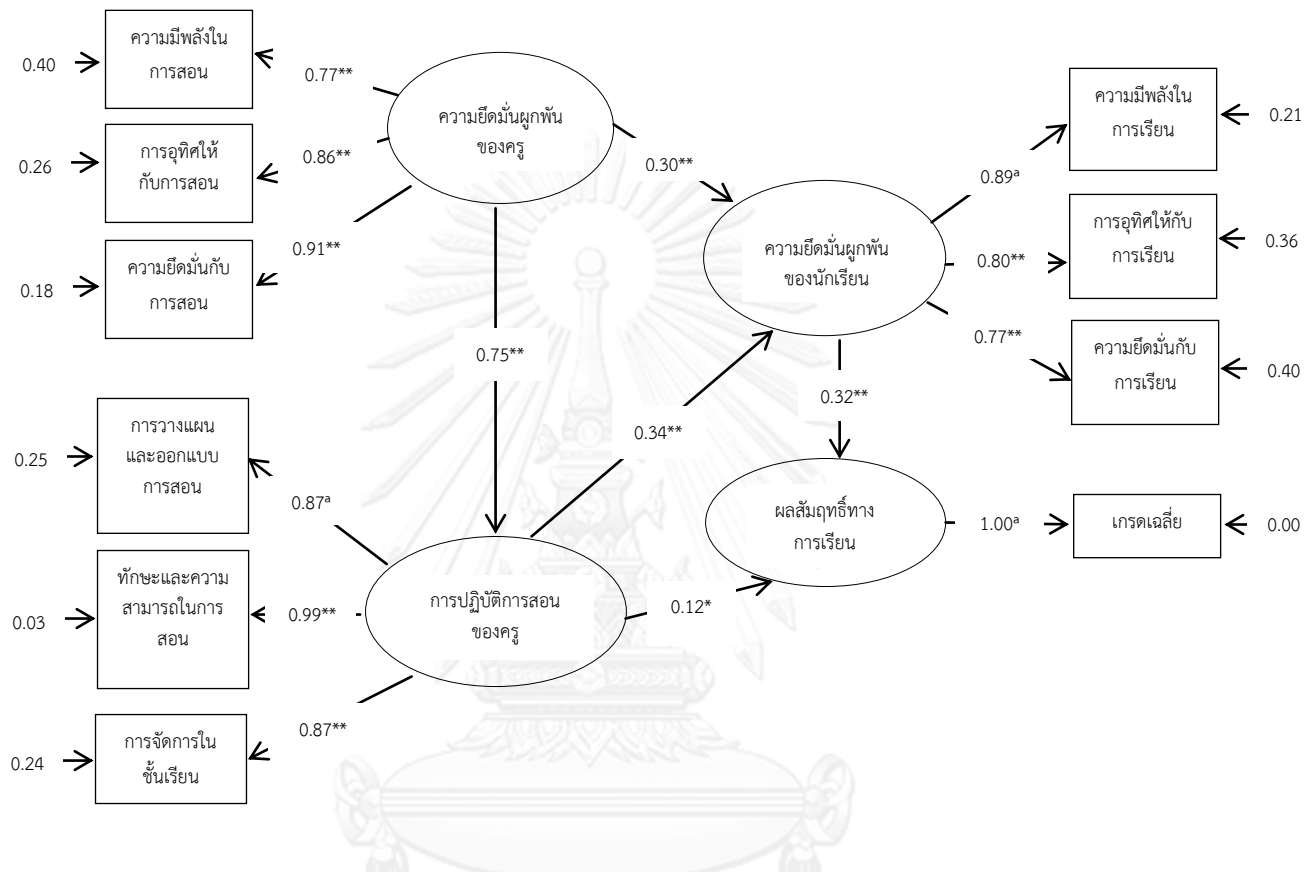 ความมีพลังใน
การสอน
0.40
0.77**
การอุทิศให้
กับการสอน
0.26
0.86**
ความยึดมั่นกับ
การสอน
0.18
0.91**
ความยึดมั่นผูกพัน
ของครู
0.30**
0.75**
ความยึดมั่นผูกพัน
ของนักเรียน
0.89ᵃ
ความมีพลังใน
การเรียน
0.21
0.80**
การอุทิศให้กับ
การเรียน
0.36
0.77**
ความยึดมั่นกับ
การเรียน
0.40
0.34**
0.32**
การวางแผน
และออกแบบ
การสอน
0.25
0.87ᵃ
ทักษะและความ
สามารถในการ
สอน
0.03
0.99**
การจัดการใน
ชั้นเรียน
0.24
0.87**
การปฏิบัติการสอน
ของครู
0.12*
ผลสัมฤทธิ์ทาง
การเรียน
1.00ᵃ
เกรดเฉลี่ย
0.00